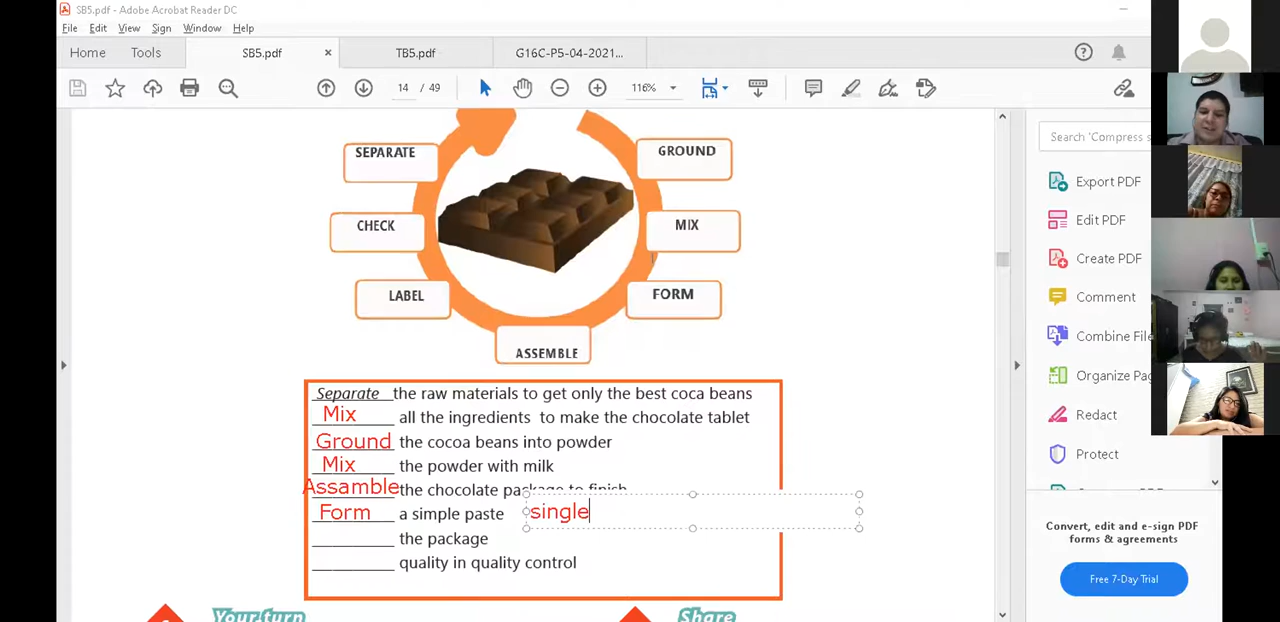 SB5.pdf - Adobe Acrobat Reader DC
File Edit View Sign Window Help
Home Tools SB5.pdf × TB5.pdf G16C-P5-04-2021...
14 / 49 116%
SEPARATE
GROUND
CHECK
MIX
LABEL
FORM
ASSEMBLE
Separate the raw materials to get only the best coca beans
Mix all the ingredients to make the chocolate tablet
Ground the cocoa beans into powder
Mix the powder with milk
Assamble the chocolate package to finish
Form a simple paste single
the package
quality in quality control
Your turn
Share
Search 'Compress
Export PDF
Edit PDF
Create PDF
Comment
Combine File
Organize Pag
Redact
Protect
Convert, edit and e-sign PDF
forms & agreements
Free 7-Day Trial